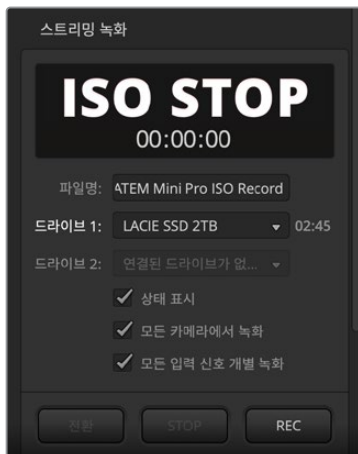 스트리밍 녹화
ISO STOP
00:00:00
파일명: ATEM Mini Pro ISO Record
드라이브 1: LACIE SSD 2TB 02:45
드라이브 2: 연결된 드라이브가 없...
상태 표시
모든 카메라에서 녹화
모든 입력 신호 개별 녹화
전환 STOP REC